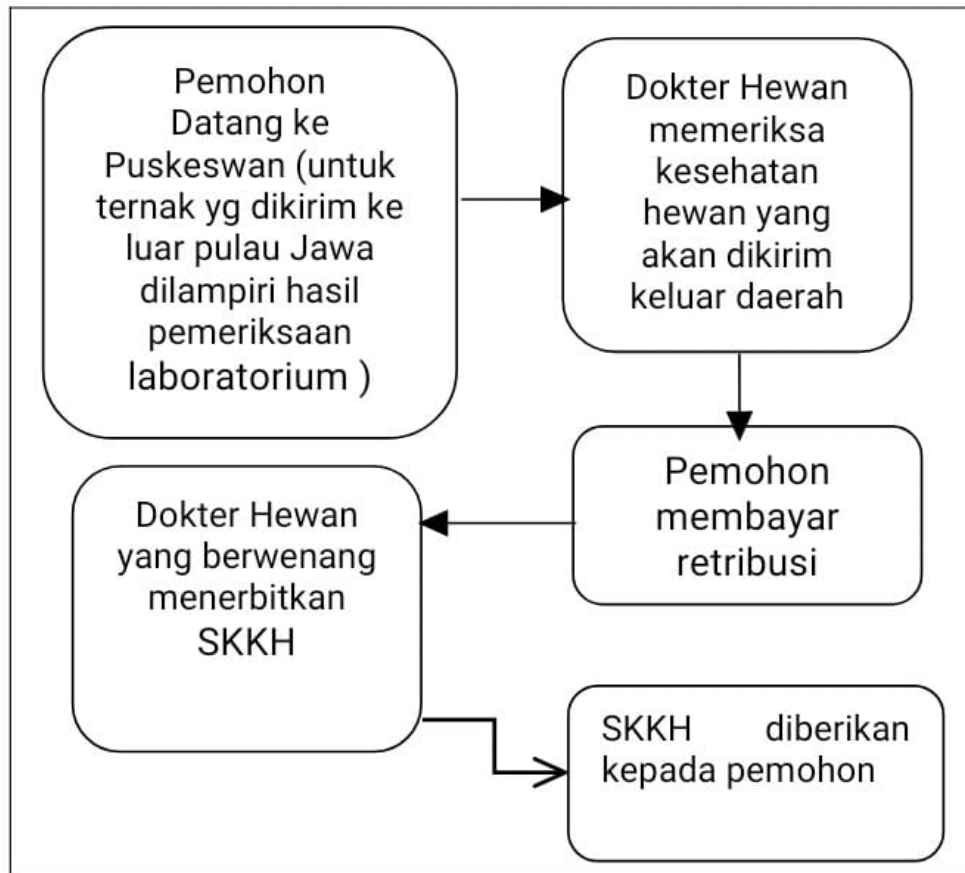 Pemohon
Datang ke
Puskeswan (untuk
ternak yg dikirim ke
luar pulau Jawa
dilampiri hasil
pemeriksaan
laboratorium )
Dokter Hewan
memeriksa
kesehatan
hewan yang
akan dikirim
keluar daerah
Pemohon
membayar
retribusi
Dokter Hewan
yang berwenang
menerbitkan
SKKH
SKKH diberikan
kepada pemohon